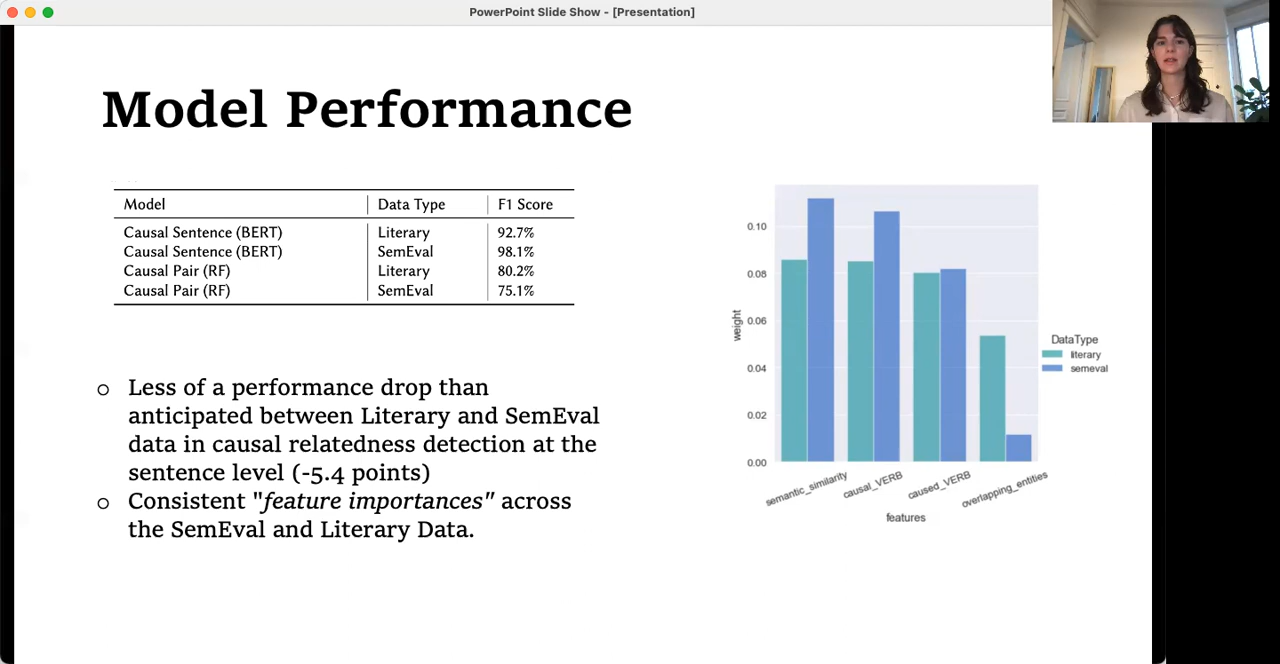 PowerPoint Slide Show - [Presentation]
Model Performance
Model Data Type F1 Score
Causal Sentence (BERT) Literary 92.7%
Causal Sentence (BERT) SemEval 98.1%
Causal Pair (RF) Literary 80.2%
Causal Pair (RF) SemEval 75.1%
Less of a performance drop than
anticipated between Literary and SemEval
data in causal relatedness detection at the
sentence level (-5.4 points)
Consistent "feature importances" across
the SemEval and Literary Data.
0.10
0.08
0.06
0.04
0.02
0.00
weight
semantic_similarity
causal_VERB
caused_VERB
overlapping_entities
features
DataType
literary
semeval